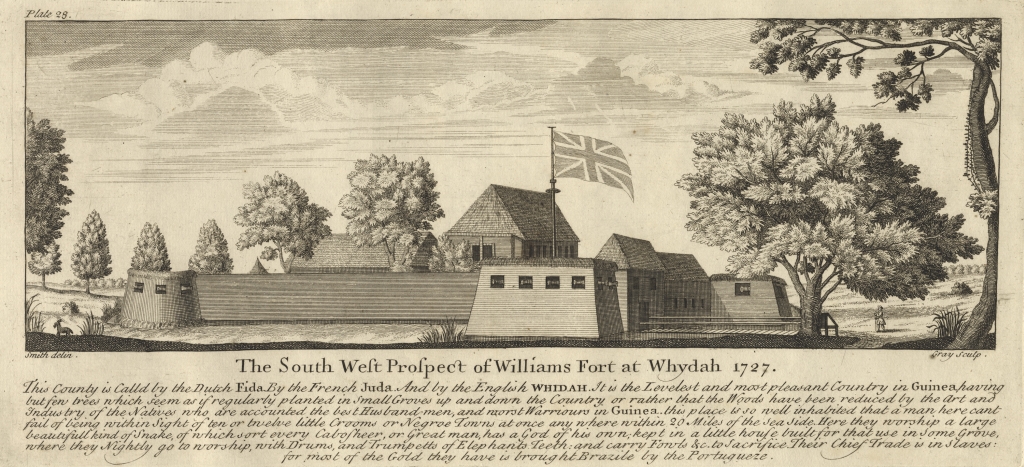 Plate 28.
Smith delin.
Gray Sculp.
The South Weſt Proſpect of Williams Fort at Whydah 1727.
This County is Calld by the Dutch Fida. By the French Juda. And by the English WHIDAH. It is the Levelest and most pleasant Country in Guinea, having
but few trees which seem as if regularly planted in Small Groves up and down the Country or rather that the Woods have been reduced by the Art and
Industry of the Natives who are accounted the best Husband-men, and worst Warriours in Guinea. this place is so well inhabited that a man here cant
fail of being within Sight of ten or twelve little Crooms or Negroe Towns at once any where within 20 Miles of the Sea Side. Here they worship a large
beautifull kind of Snake, of which sort every Caboſheer, or Great man, has a God of his own, kept in a little houſe built for that use in Some Grove,
where they Nightly go to worship, with Drums, and Trumpetts of Elephants Teeth, and carry Fowls &c. to Sacrifice. Their Chief Trade is in Slaves:
for most of the Gold they have is brought Brazile by the Portugueze.